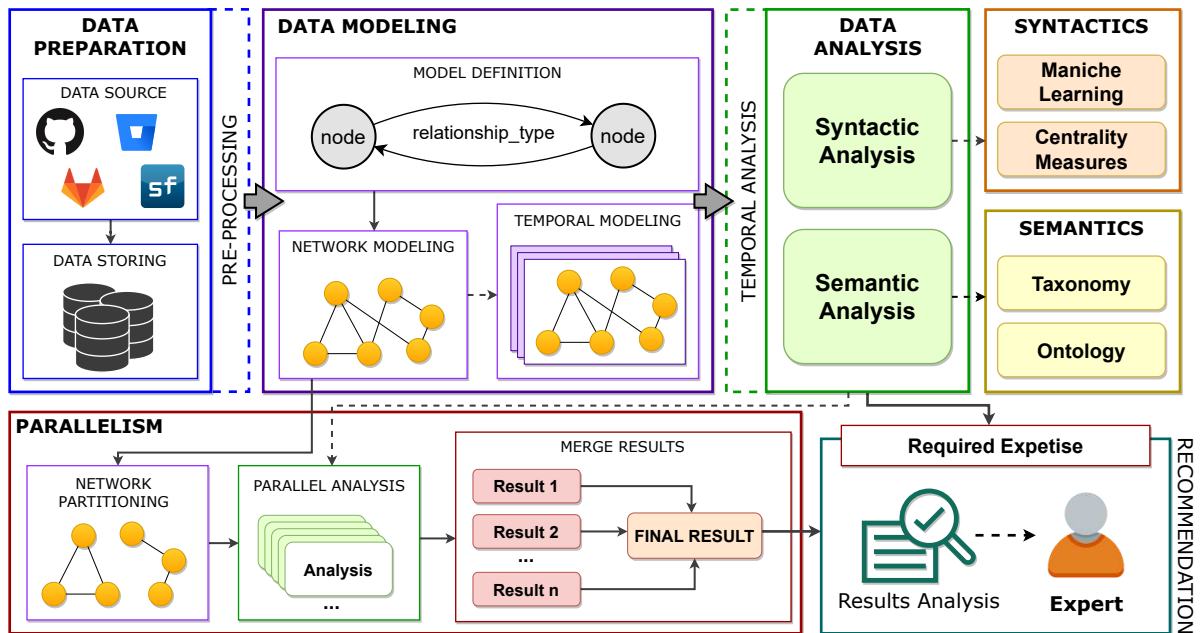 DATA
PREPARATION
DATA SOURCE
sf
DATA STORING
PRE-PROCESSING
DATA MODELING
MODEL DEFINITION
node
relationship_type
node
NETWORK MODELING
TEMPORAL MODELING
TEMPORAL ANALYSIS
DATA
ANALYSIS
Syntactic
Analysis
Semantic
Analysis
SYNTACTICS
Maniche
Learning
Centrality
Measures
SEMANTICS
Taxonomy
Ontology
PARALLELISM
NETWORK
PARTITIONING
PARALLEL ANALYSIS
Analysis
...
MERGE RESULTS
Result 1
Result 2
...
Result n
FINAL RESULT
Required Expetise
Results Analysis
Expert
RECOMMENDATION